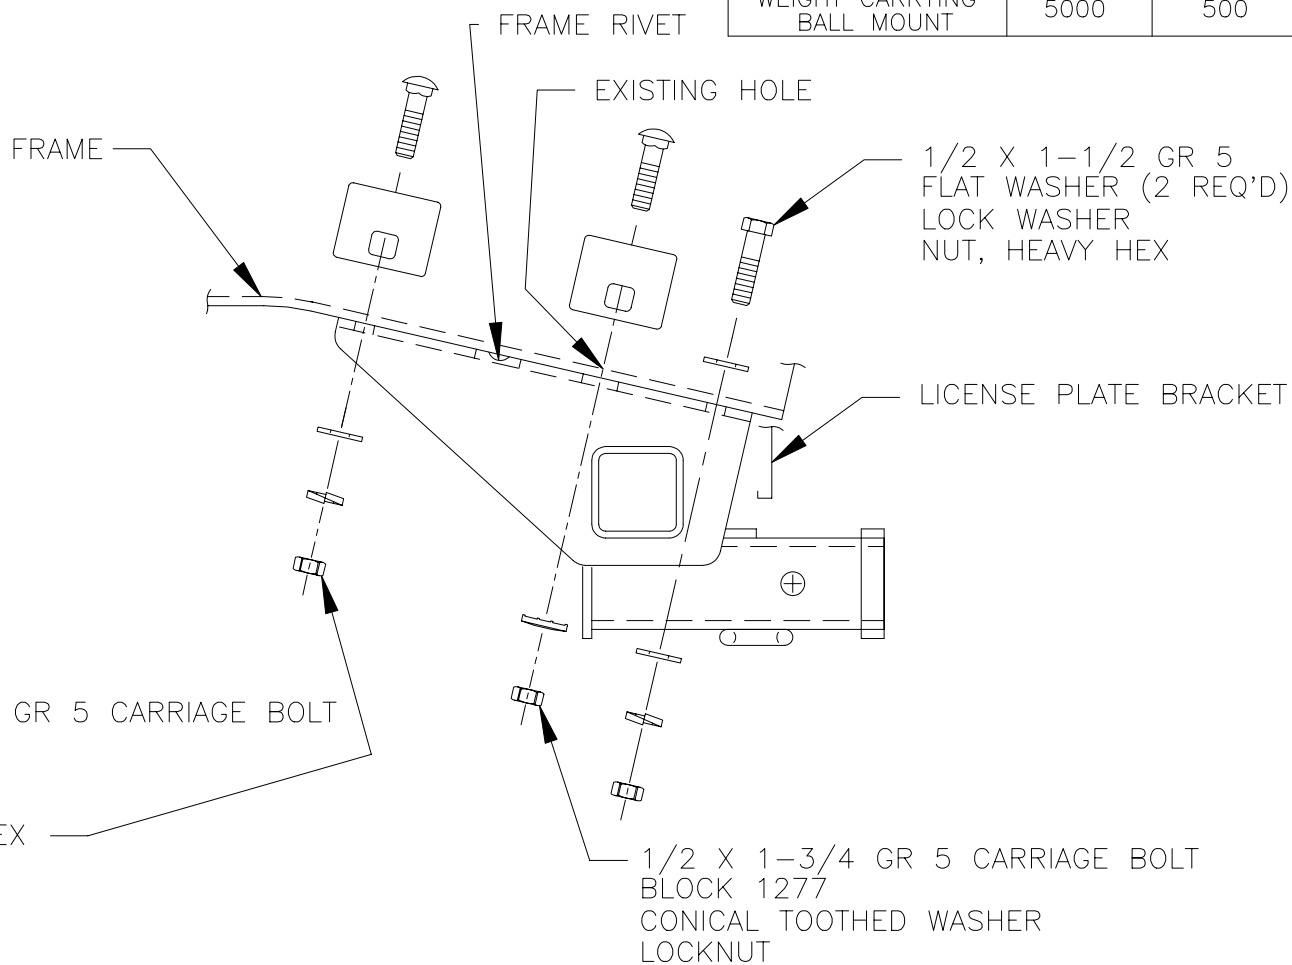 WEIGHT CARRYING
BALL MOUNT
5000
500
FRAME RIVET
EXISTING HOLE
FRAME
1/2 X 1-1/2 GR 5
FLAT WASHER (2 REQ'D)
LOCK WASHER
NUT, HEAVY HEX
LICENSE PLATE BRACKET
GR 5 CARRIAGE BOLT
EX
1/2 X 1-3/4 GR 5 CARRIAGE BOLT
BLOCK 1277
CONICAL TOOTHED WASHER
LOCKNUT